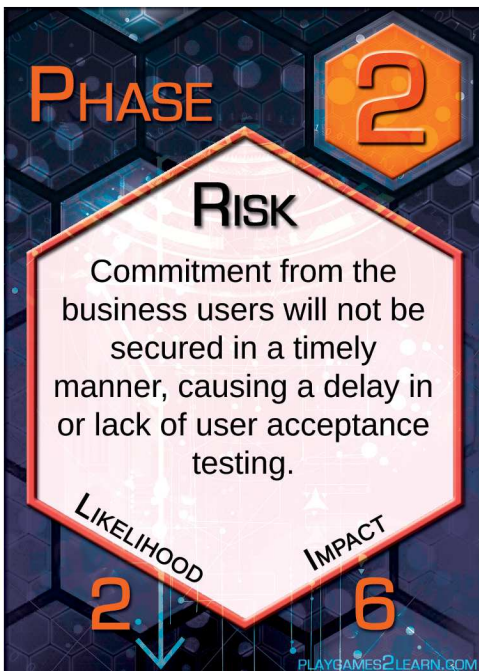 PHASE 2
RISK
Commitment from the
business users will not be
secured in a timely
manner, causing a delay in
or lack of user acceptance
testing.
LIKELIHOOD IMPACT
2 6
PLAYGAMES2LEARN.COM